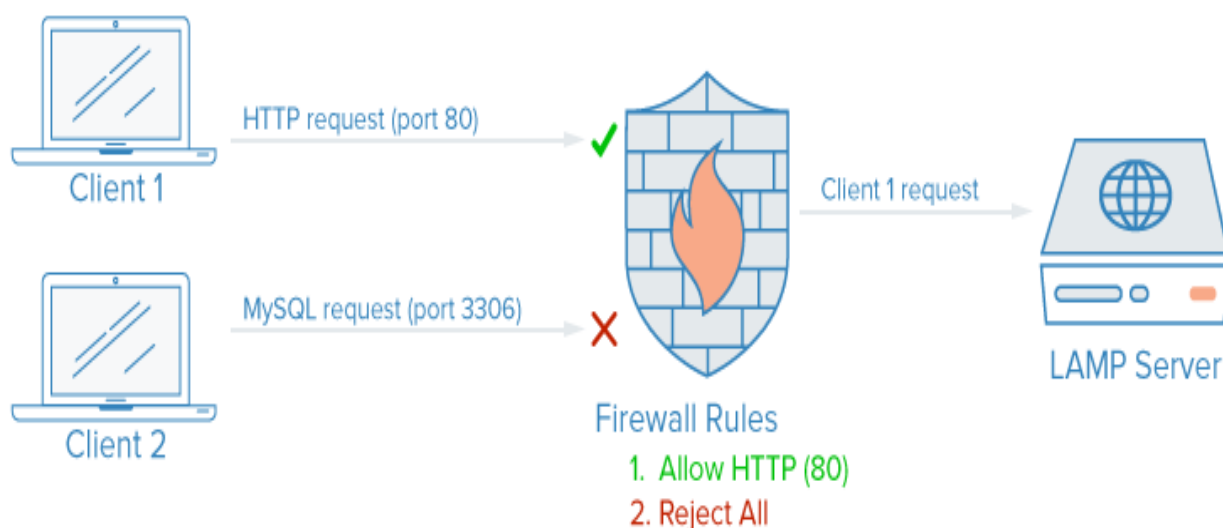 HTTP request (port 80)
Client 1
Client 1 request
MySQL request (port 3306)
Client 2
LAMP Server
Firewall Rules
1. Allow HTTP (80)
2. Reject All